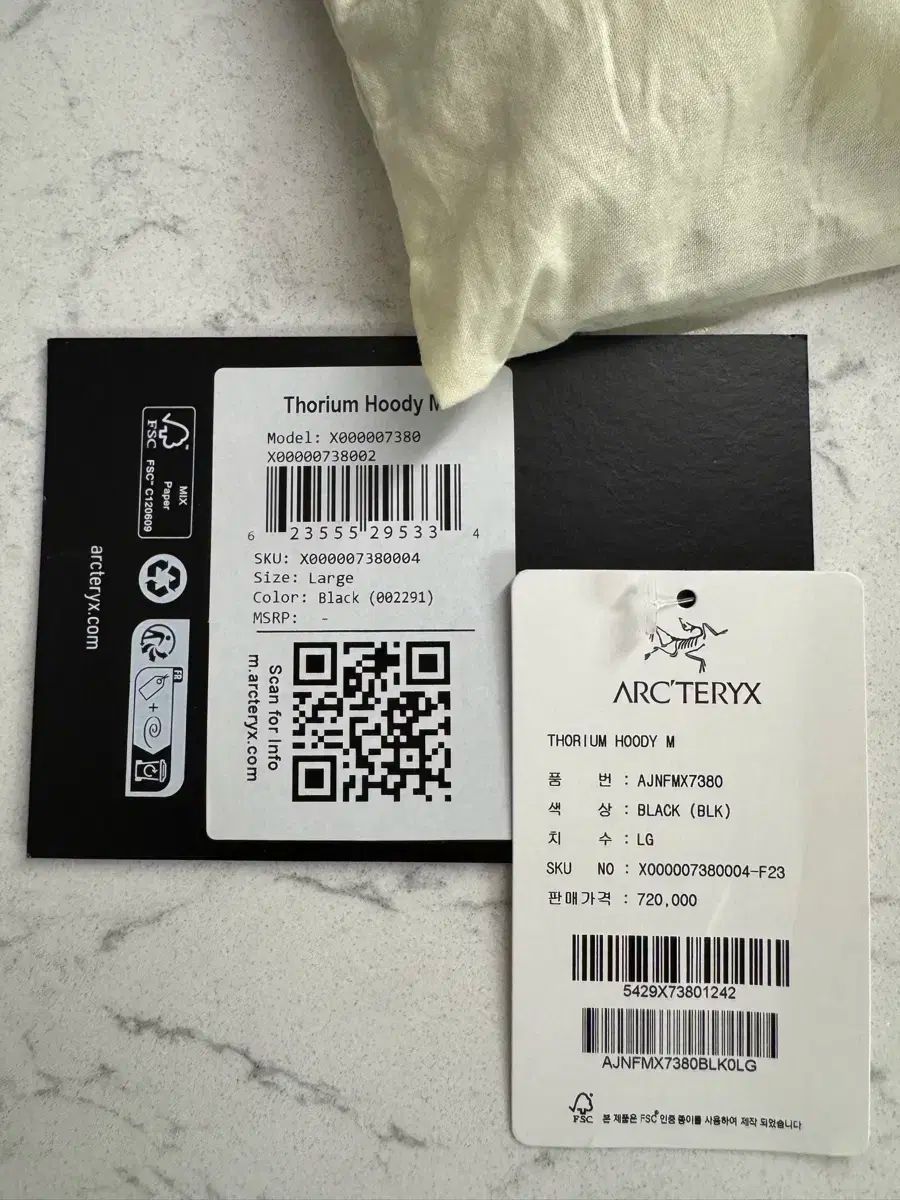 Thorium Hoody M
Model: X000007380
X00000738002
6 23555 29533 4
SKU: X000007380004
Size: Large
Color: Black (002291)
MSRP: -
Scan for Info
m.arcteryx.com
MIX
Paper
FSC
FSC™ C120609
arcteryx.com
FR
+
ARC'TERYX
THORIUM HOODY M
품 번 : AJNFMX7380
색 상 : BLACK (BLK)
치 수 : LG
SKU NO : X000007380004-F23
판매가격 : 720,000
5429X73801242
AJNFMX7380BLK0LG
FSC 본 제품은 FSC® 인증 종이를 사용하여 제작 되었습니다